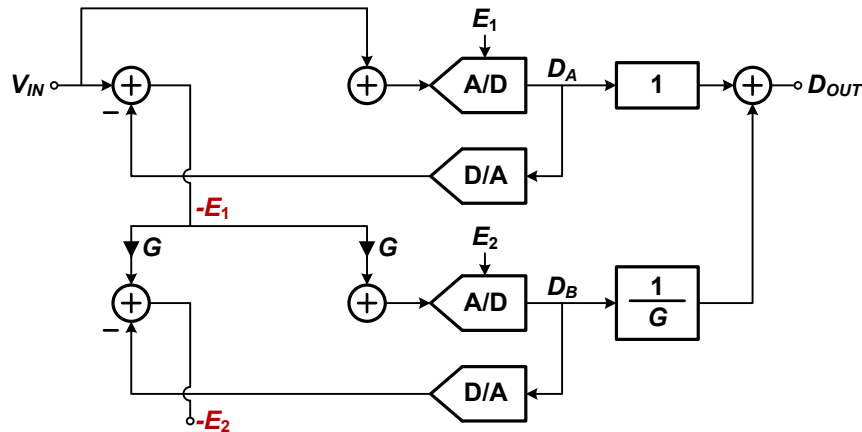 E1
VIN
A/D
DA
1
DOUT
–
D/A
-E1
G
G
E2
A/D
DB
1
G
–
D/A
-E2